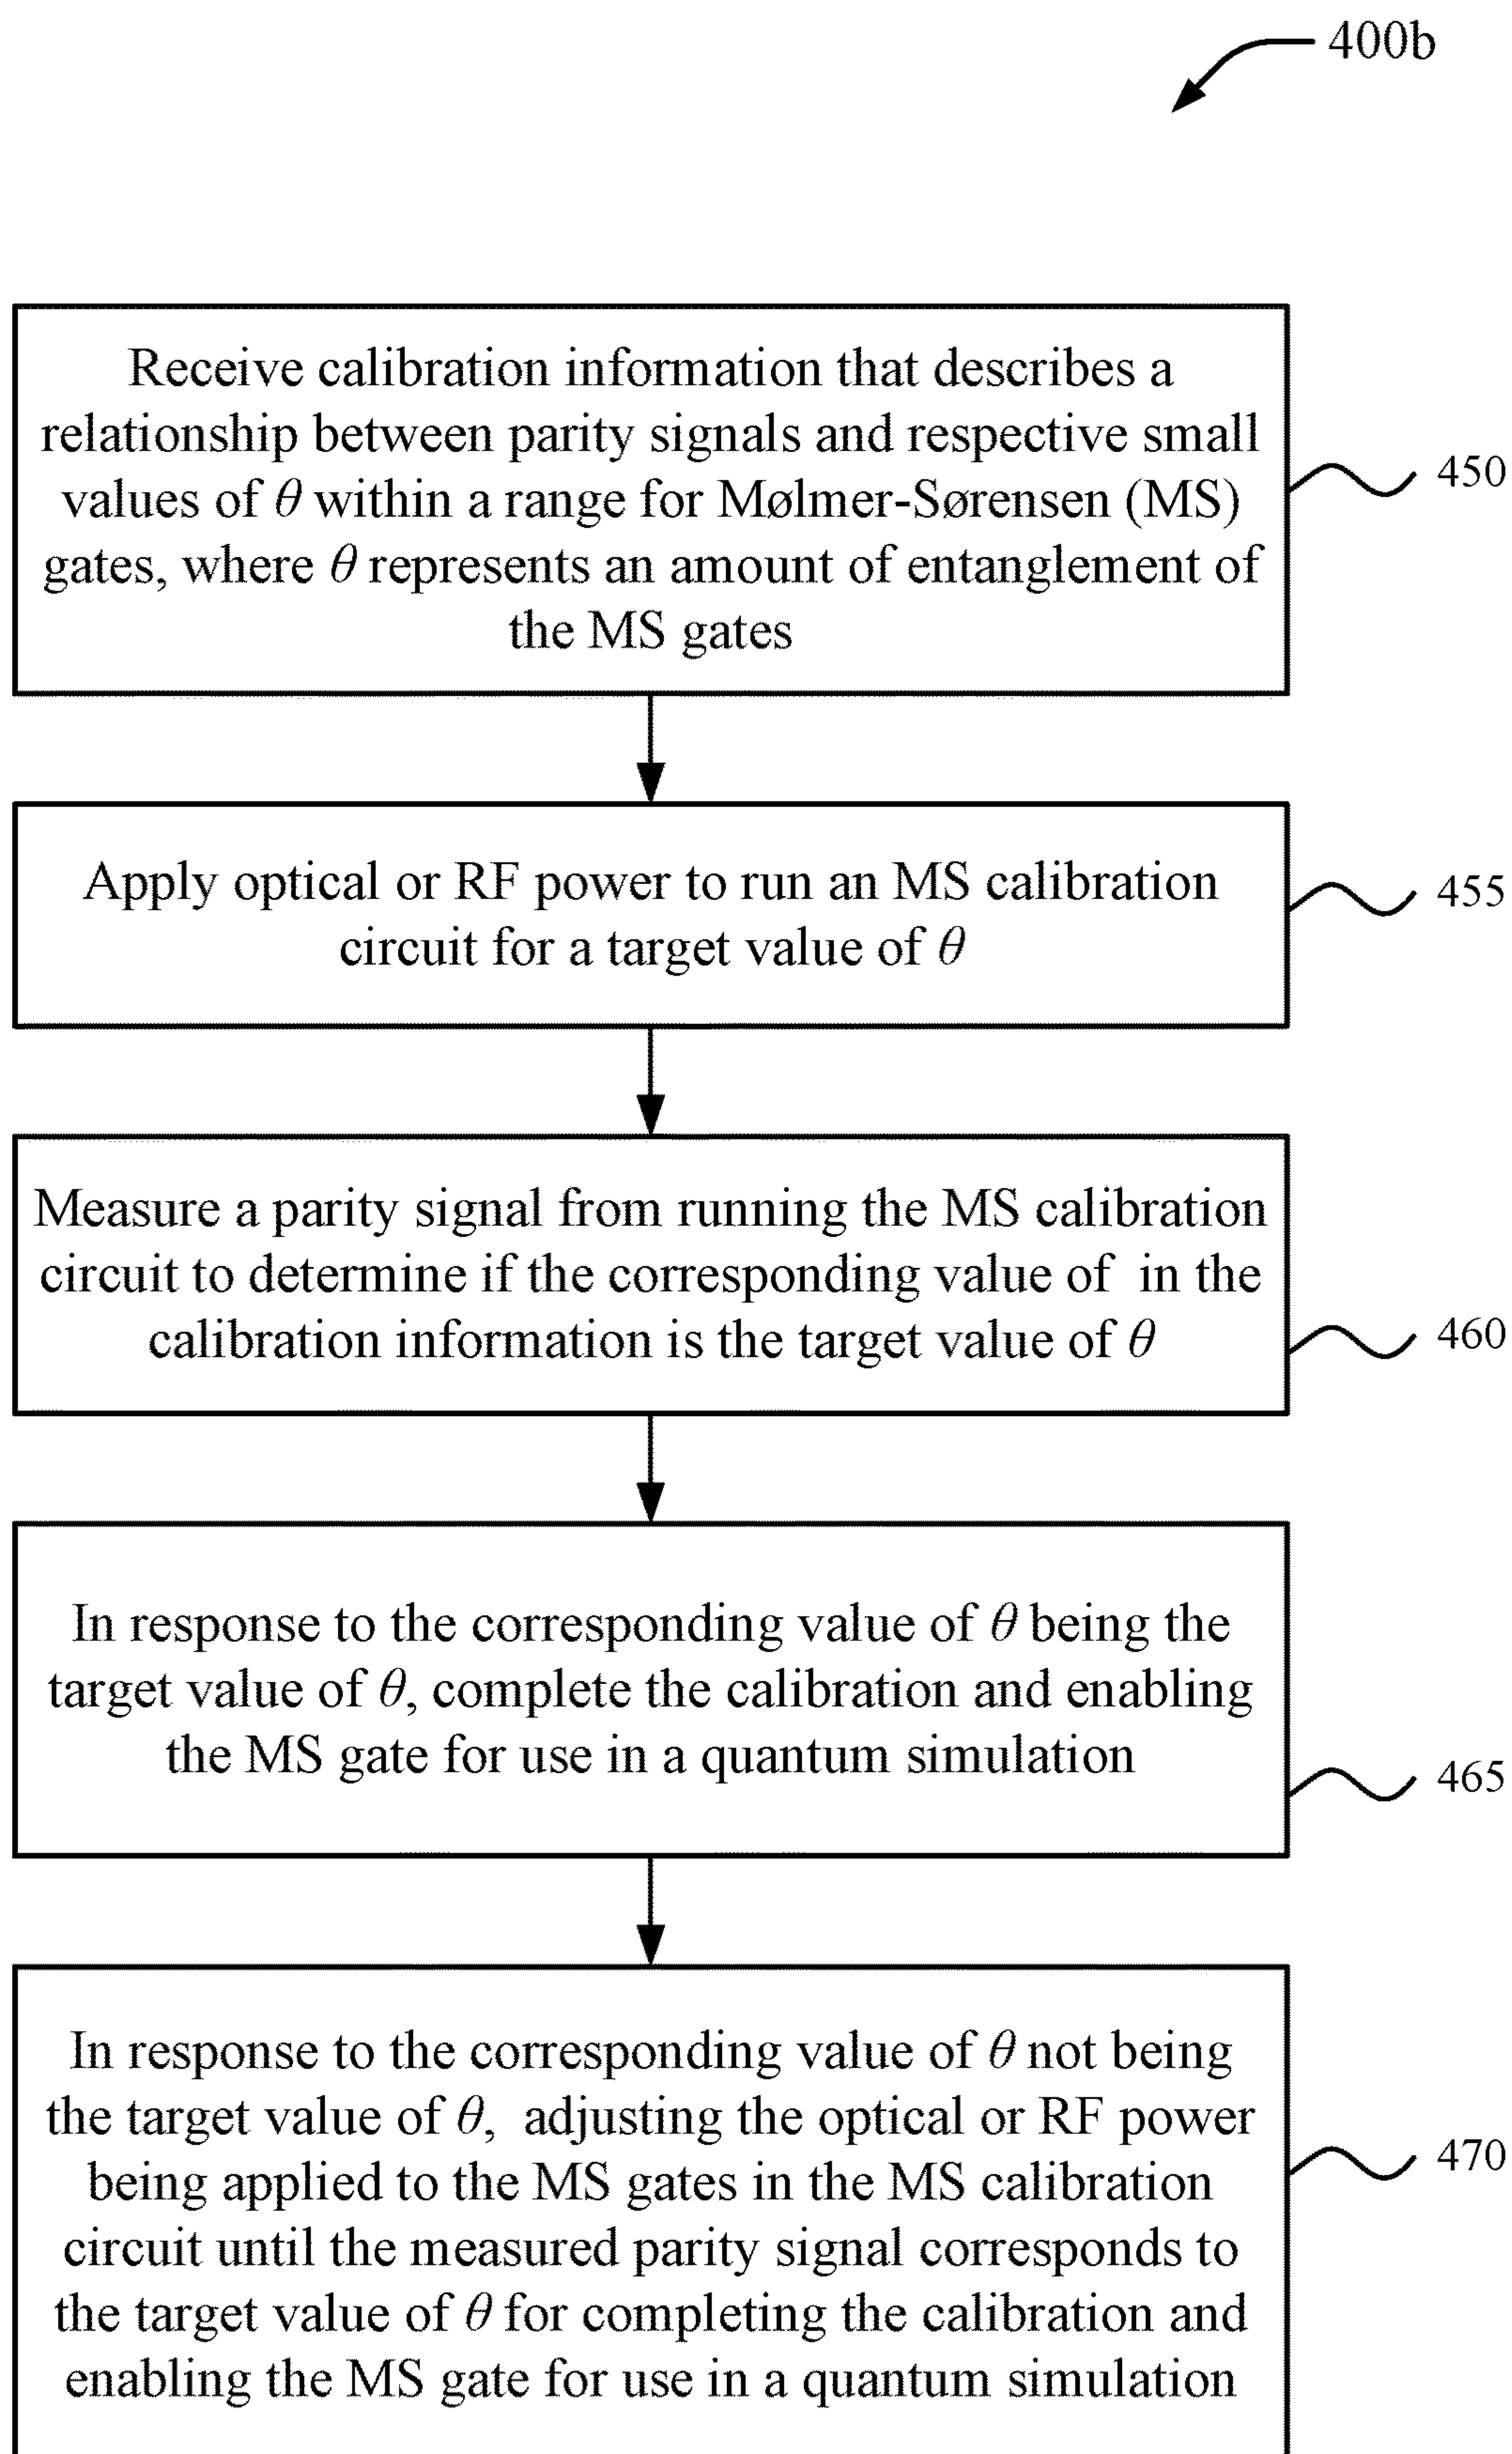 400b
Receive calibration information that describes a
relationship between parity signals and respective small
values of θ within a range for Mølmer-Sørensen (MS)
gates, where θ represents an amount of entanglement of
the MS gates
450
Apply optical or RF power to run an MS calibration
circuit for a target value of θ
455
Measure a parity signal from running the MS calibration
circuit to determine if the corresponding value of in the
calibration information is the target value of θ
460
In response to the corresponding value of θ being the
target value of θ, complete the calibration and enabling
the MS gate for use in a quantum simulation
465
In response to the corresponding value of θ not being
the target value of θ, adjusting the optical or RF power
being applied to the MS gates in the MS calibration
circuit until the measured parity signal corresponds to
the target value of θ for completing the calibration and
enabling the MS gate for use in a quantum simulation
470